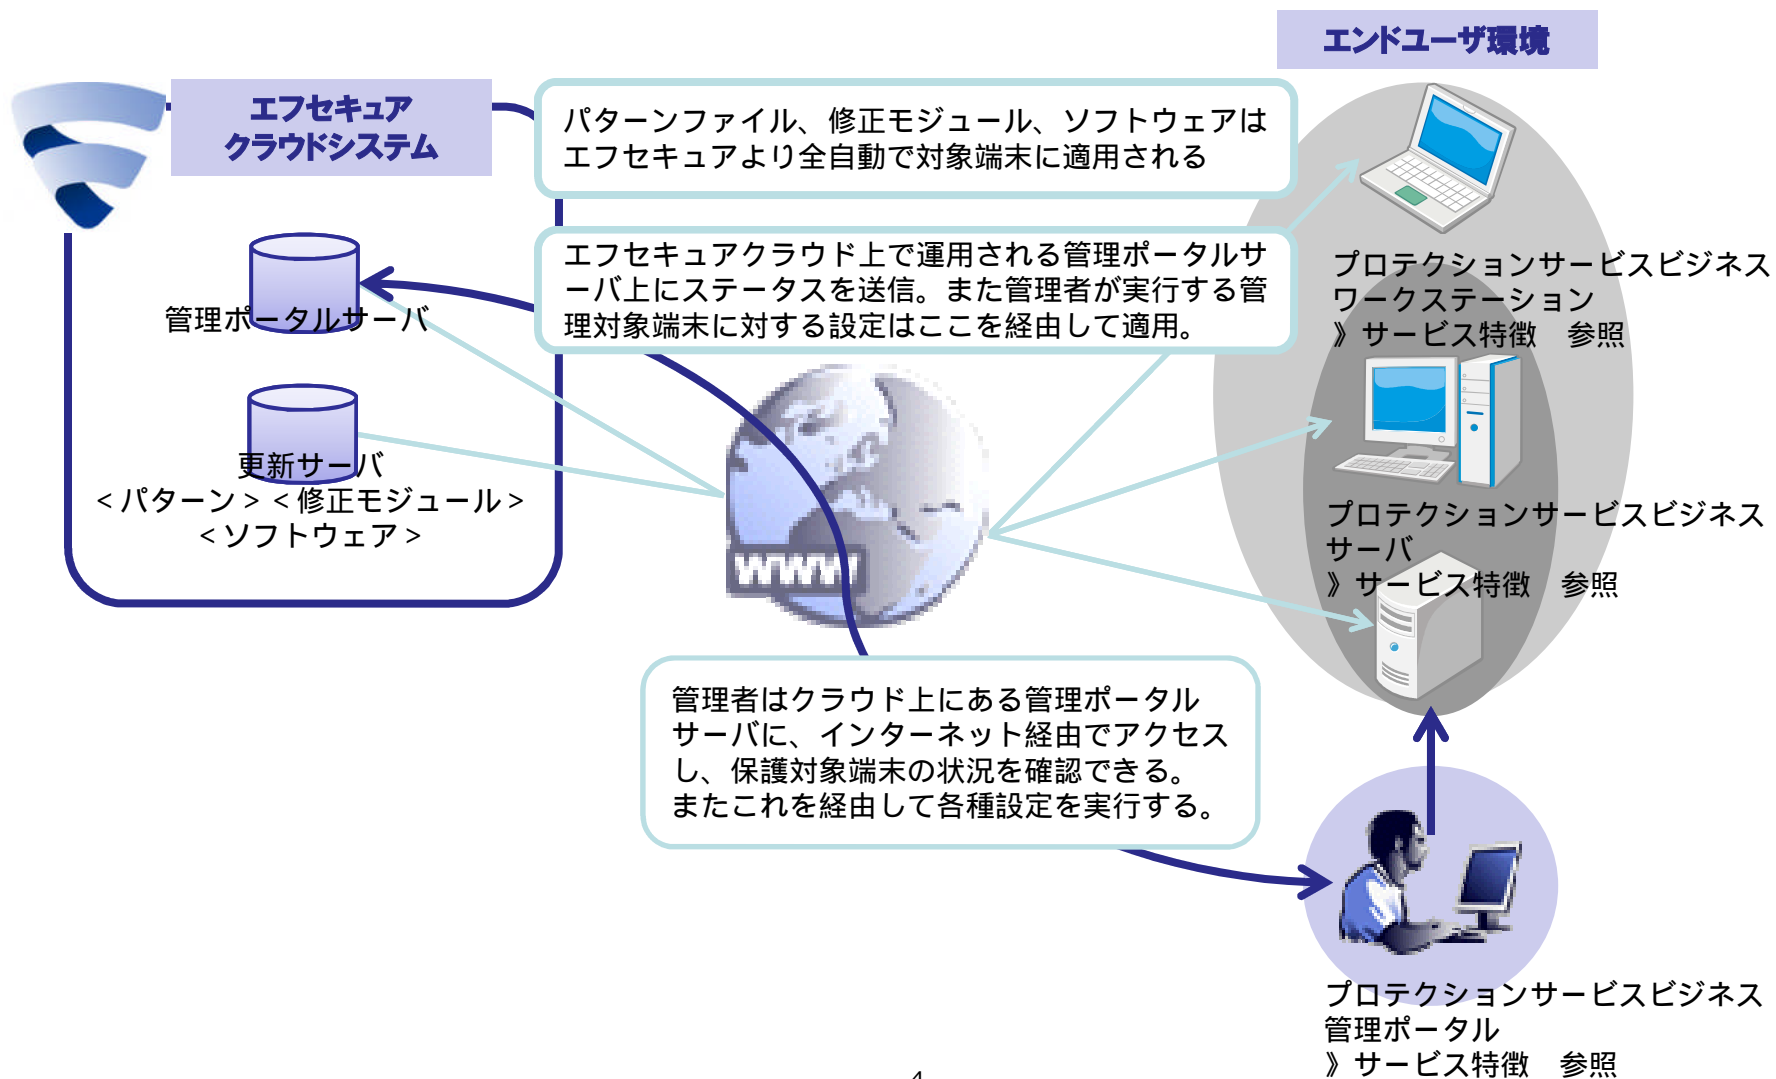 エンドユーザ環境
エフセキュア
クラウドシステム
パターンファイル、修正モジュール、ソフトウェアは
エフセキュアより全自動で対象端末に適用される
エフセキュアクラウド上で運用される管理ポータルサ
ーバ上にステータスを送信。また管理者が実行する管
理対象端末に対する設定はここを経由して適用。
管理ポータルサーバ
更新サーバ
<パターン><修正モジュール>
<ソフトウェア>
プロテクションサービスビジネス
ワークステーション
》サービス特徴　参照
プロテクションサービスビジネス
サーバ
》サービス特徴　参照
WWW
管理者はクラウド上にある管理ポータル
サーバに、インターネット経由でアクセス
し、保護対象端末の状況を確認できる。
またこれを経由して各種設定を実行する。
プロテクションサービスビジネス
管理ポータル
》サービス特徴　参照
4